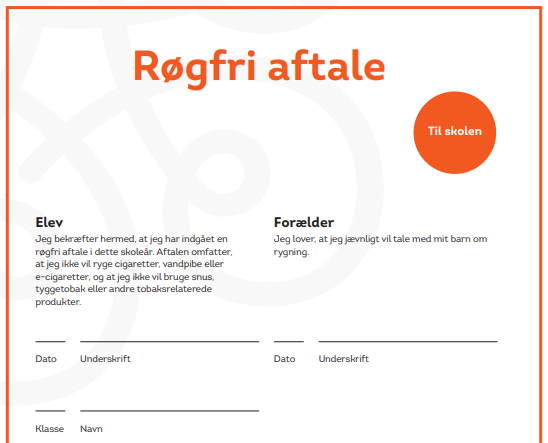 Røgfri aftale
Til skolen
Elev
Jeg bekræfter hermed, at jeg har indgået en
røgfri aftale i dette skoleår. Aftalen omfatter,
at jeg ikke vil ryge cigaretter, vandpibe eller
e-cigaretter, og at jeg ikke vil bruge snus,
tyggetobak eller andre tobaksrelaterede
produkter.
Forælder
Jeg lover, at jeg jævnligt vil tale med mit barn om
rygning.
Dato Underskrift
Dato Underskrift
Klasse Navn